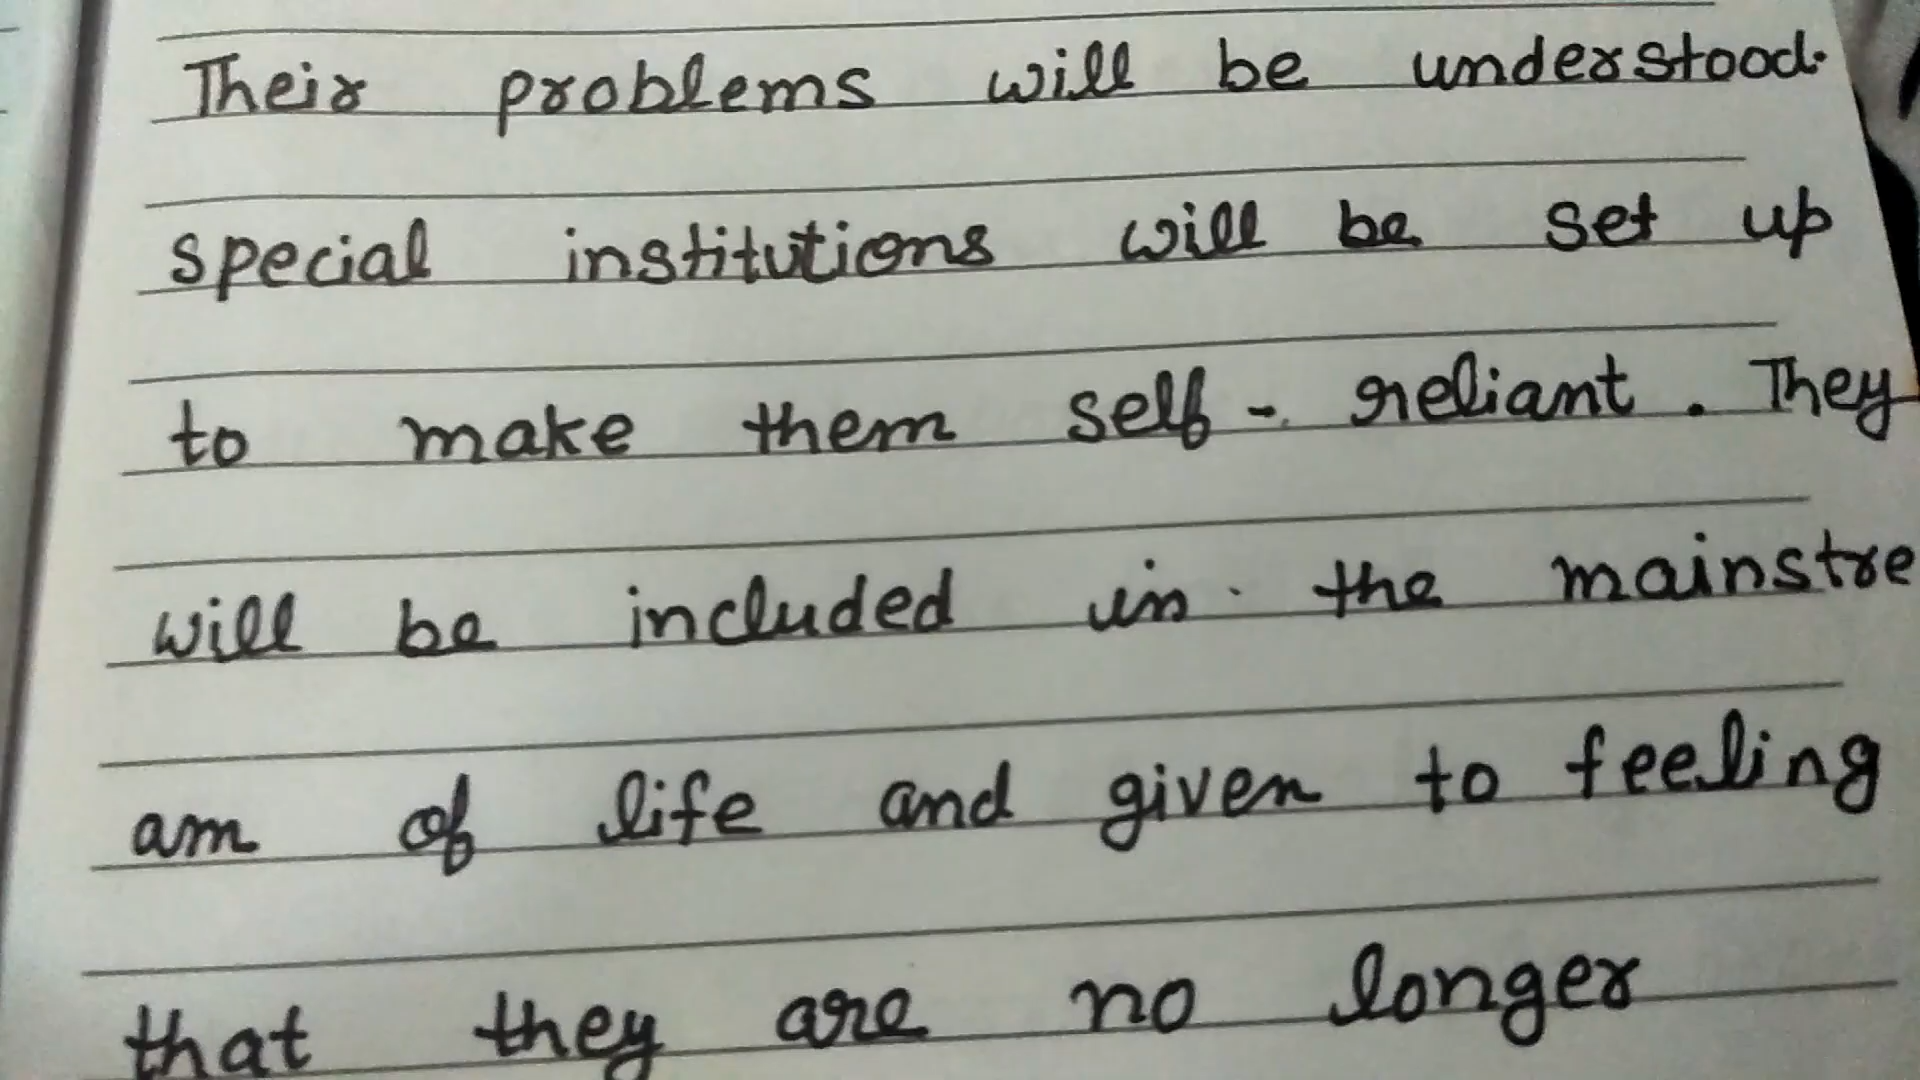 Their problems will be understood.
special institutions will be set up
to make them self - reliant . They
will be included in the mainstre
am of life and given to feeling
that they are no longer